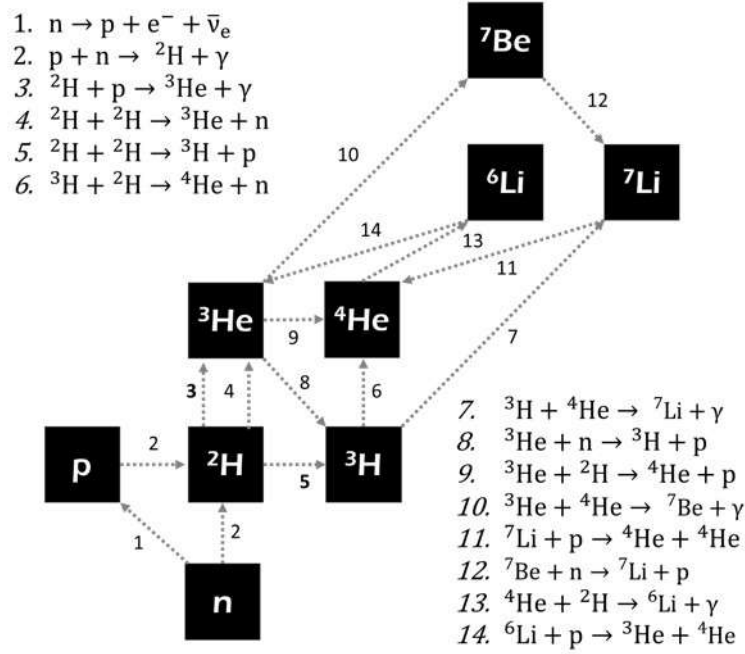 1. n → p + e⁻ + ν̄ₑ
2. p + n → ²H + γ
3. ²H + p → ³He + γ
4. ²H + ²H → ³He + n
5. ²H + ²H → ³H + p
6. ³H + ²H → ⁴He + n
⁷Be
12
10
⁶Li
⁷Li
14
13
11
³He
⁴He
9
7
3
4
8
6
p
2
²H
5
³H
1
2
n
7. ³H + ⁴He → ⁷Li + γ
8. ³He + n → ³H + p
9. ³He + ²H → ⁴He + p
10. ³He + ⁴He → ⁷Be + γ
11. ⁷Li + p → ⁴He + ⁴He
12. ⁷Be + n → ⁷Li + p
13. ⁴He + ²H → ⁶Li + γ
14. ⁶Li + p → ³He + ⁴He